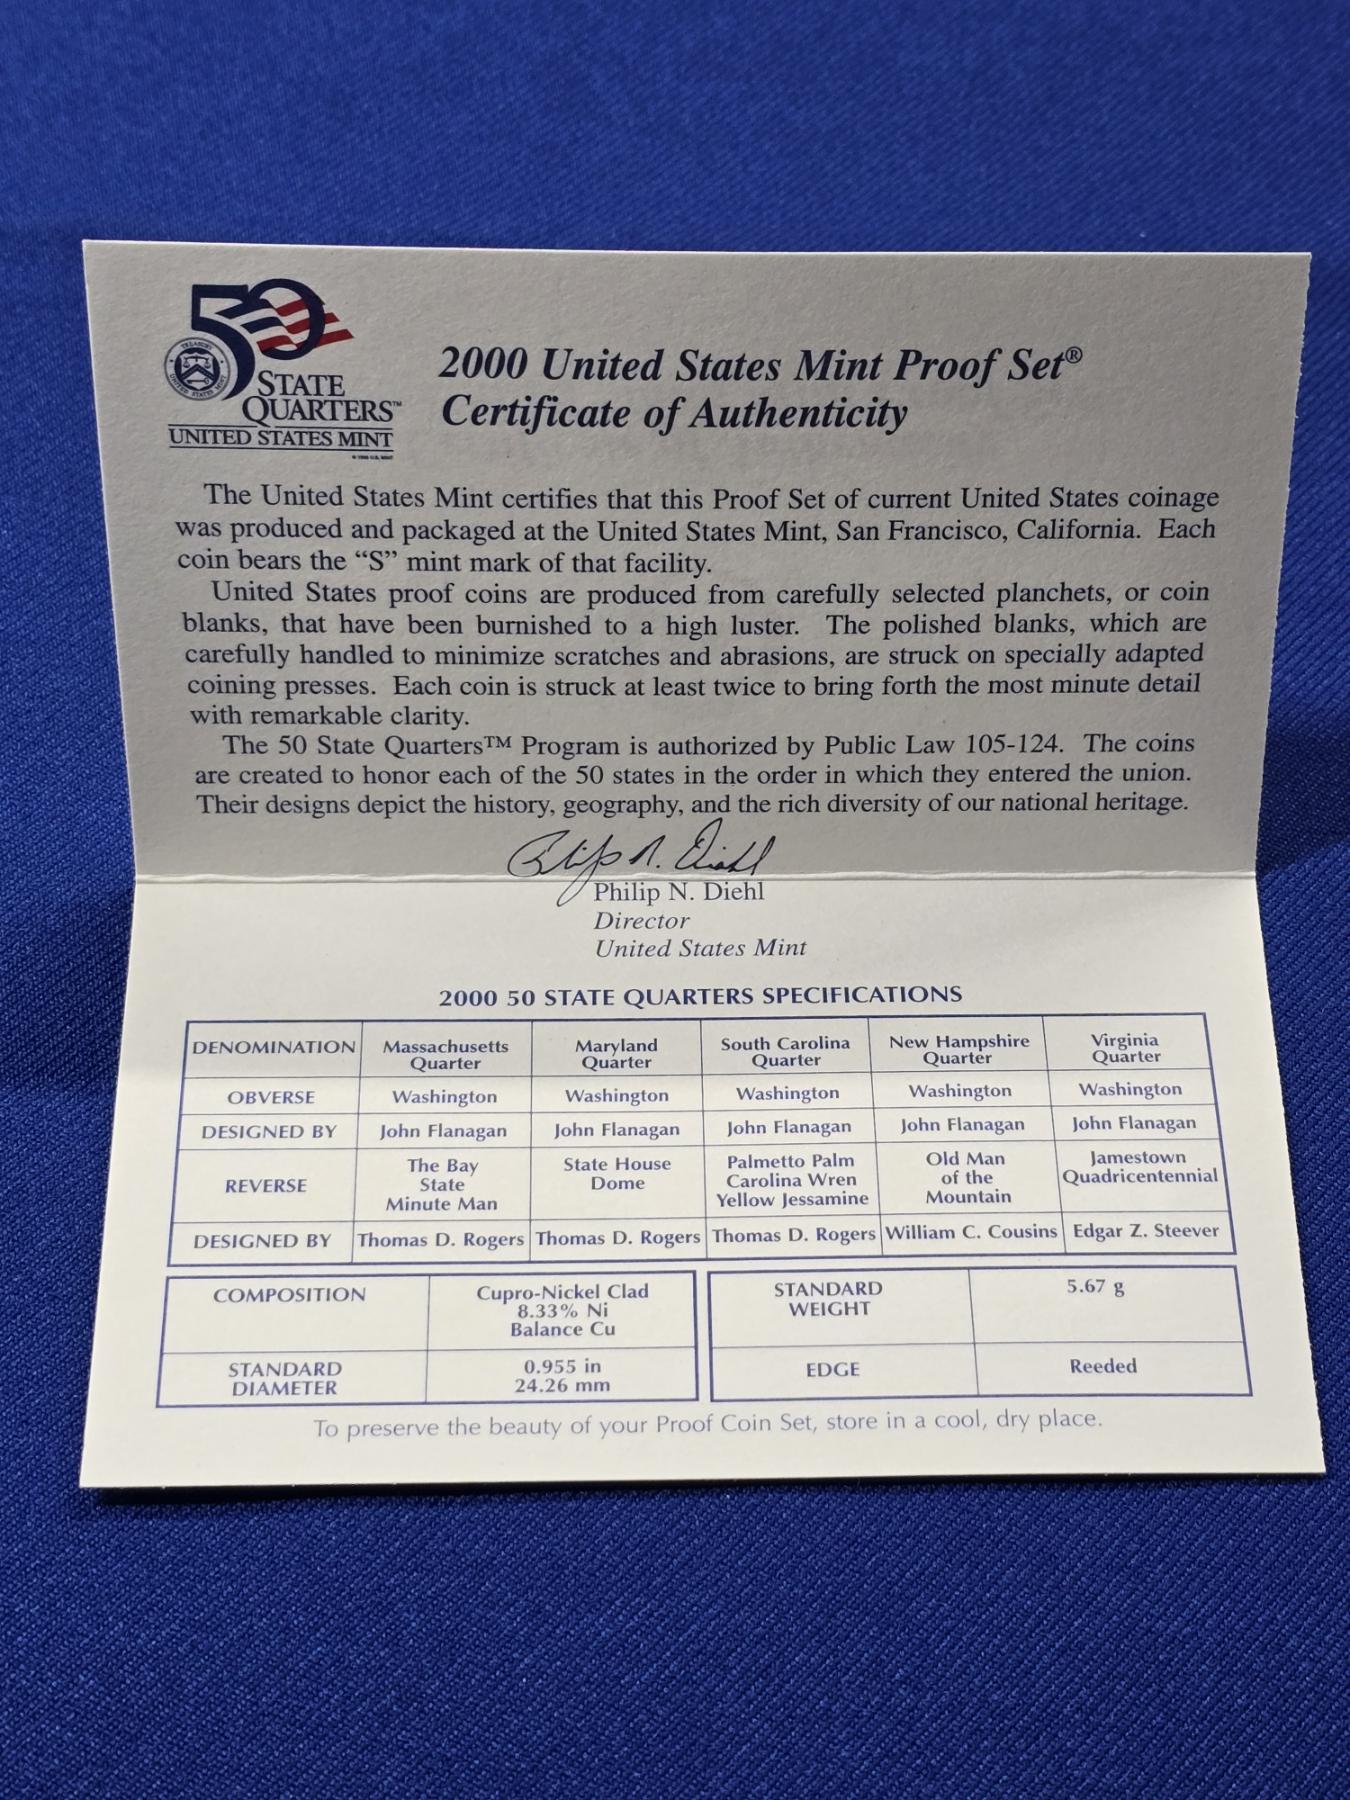 50
STATE
QUARTERS™
UNITED STATES MINT
2000 United States Mint Proof Set®
Certificate of Authenticity
The United States Mint certifies that this Proof Set of current United States coinage
was produced and packaged at the United States Mint, San Francisco, California. Each
coin bears the “S” mint mark of that facility.
United States proof coins are produced from carefully selected planchets, or coin
blanks, that have been burnished to a high luster. The polished blanks, which are
carefully handled to minimize scratches and abrasions, are struck on specially adapted
coining presses. Each coin is struck at least twice to bring forth the most minute detail
with remarkable clarity.
The 50 State Quarters™ Program is authorized by Public Law 105-124. The coins
are created to honor each of the 50 states in the order in which they entered the union.
Their designs depict the history, geography, and the rich diversity of our national heritage.
Philip N. Diehl
Philip N. Diehl
Director
United States Mint
2000 50 STATE QUARTERS SPECIFICATIONS
DENOMINATION Massachusetts Quarter Maryland Quarter South Carolina Quarter New Hampshire Quarter Virginia Quarter
OBVERSE Washington Washington Washington Washington Washington
DESIGNED BY John Flanagan John Flanagan John Flanagan John Flanagan John Flanagan
REVERSE The Bay State Minute Man State House Dome Palmetto Palm Carolina Wren Yellow Jessamine Old Man of the Mountain Jamestown Quadricentennial
DESIGNED BY Thomas D. Rogers Thomas D. Rogers Thomas D. Rogers William C. Cousins Edgar Z. Steever
COMPOSITION Cupro-Nickel Clad 8.33% Ni Balance Cu
STANDARD DIAMETER 0.955 in 24.26 mm
STANDARD WEIGHT 5.67 g
EDGE Reeded
To preserve the beauty of your Proof Coin Set, store in a cool, dry place.